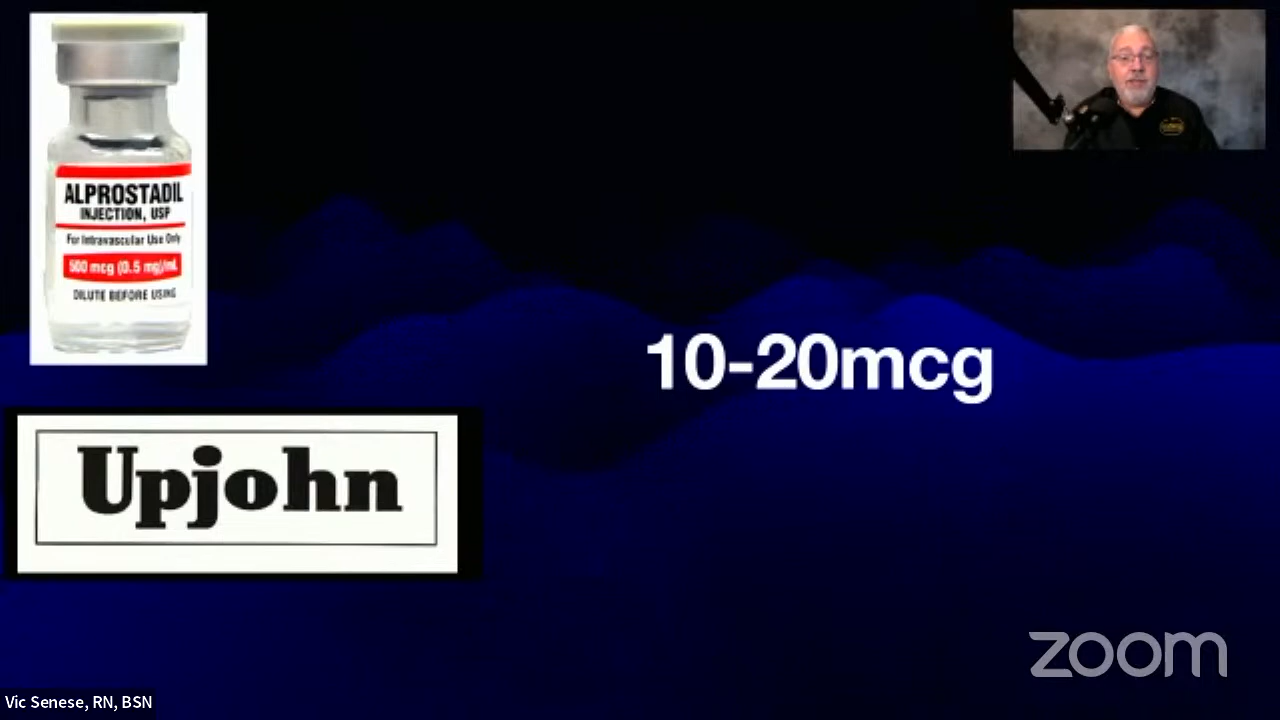 ALPROSTADIL
INJECTION, USP
For Intravascular Use Only
500 mcg (0.5 mg)/mL
DILUTE BEFORE USING
10-20mcg
Upjohn
zoom
Vic Senese, RN, BSN